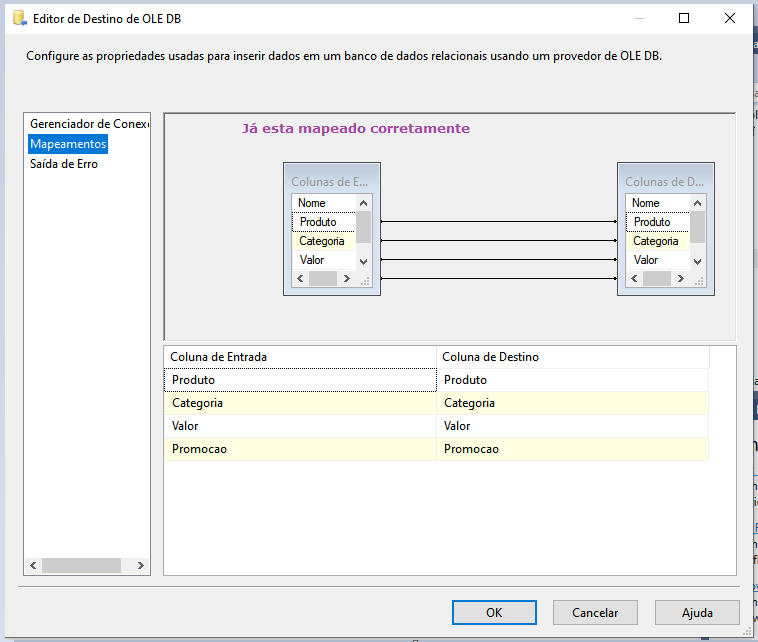 Editor de Destino de OLE DB
Configure as propriedades usadas para inserir dados em um banco de dados relacionais usando um provedor de OLE DB.
Gerenciador de Conex
Mapeamentos
Saída de Erro
Já esta mapeado corretamente
Colunas de E...
Nome
Produto
Categoria
Valor
Colunas de D...
Nome
Produto
Categoria
Valor
Coluna de Entrada Coluna de Destino
Produto Produto
Categoria Categoria
Valor Valor
Promocao Promocao
OK Cancelar Ajuda